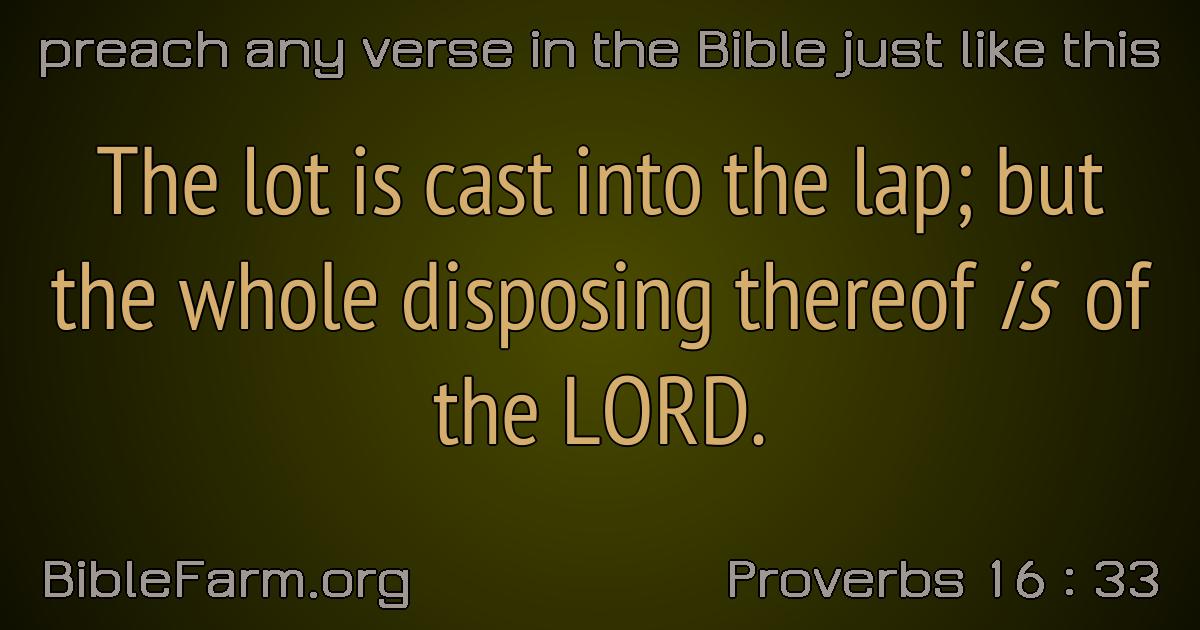 preach any verse in the Bible just like this
The lot is cast into the lap; but
the whole disposing thereof is of
the LORD.
BibleFarm.org
Proverbs 16 : 33